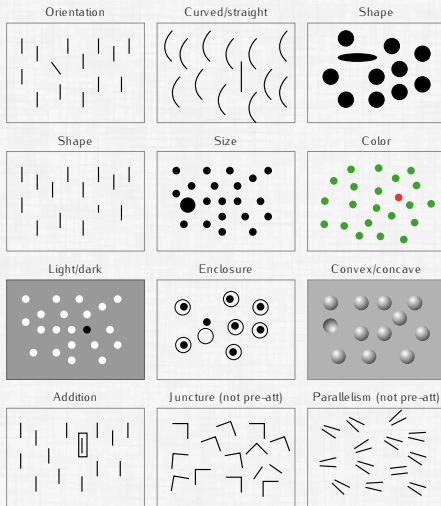 Orientation
Curved/straight
Shape
Shape
Size
Color
Light/dark
Enclosure
Convex/concave
Addition
Juncture (not pre-att)
Parallelism (not pre-att)